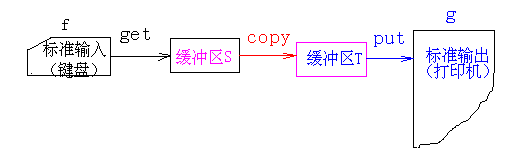 f
g
get
copy
put
标准输入
（键盘）
缓冲区S
缓冲区T
标准输出
（打印机）